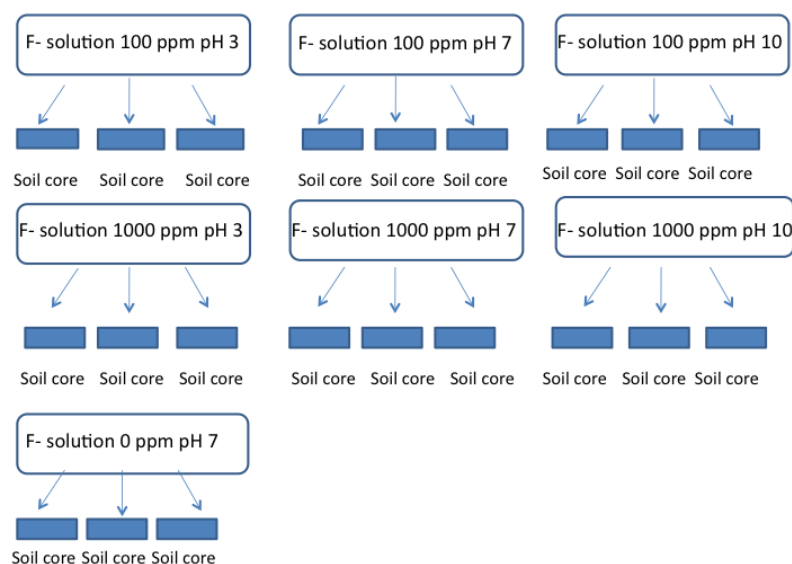 F- solution 100 ppm pH 3
F- solution 100 ppm pH 7
F- solution 100 ppm pH 10
Soil core Soil core Soil core
Soil core Soil core Soil core
Soil core Soil core Soil core
F- solution 1000 ppm pH 3
F- solution 1000 ppm pH 7
F- solution 1000 ppm pH 10
Soil core Soil core Soil core
Soil core Soil core Soil core
Soil core Soil core Soil core
F- solution 0 ppm pH 7
Soil core Soil core Soil core